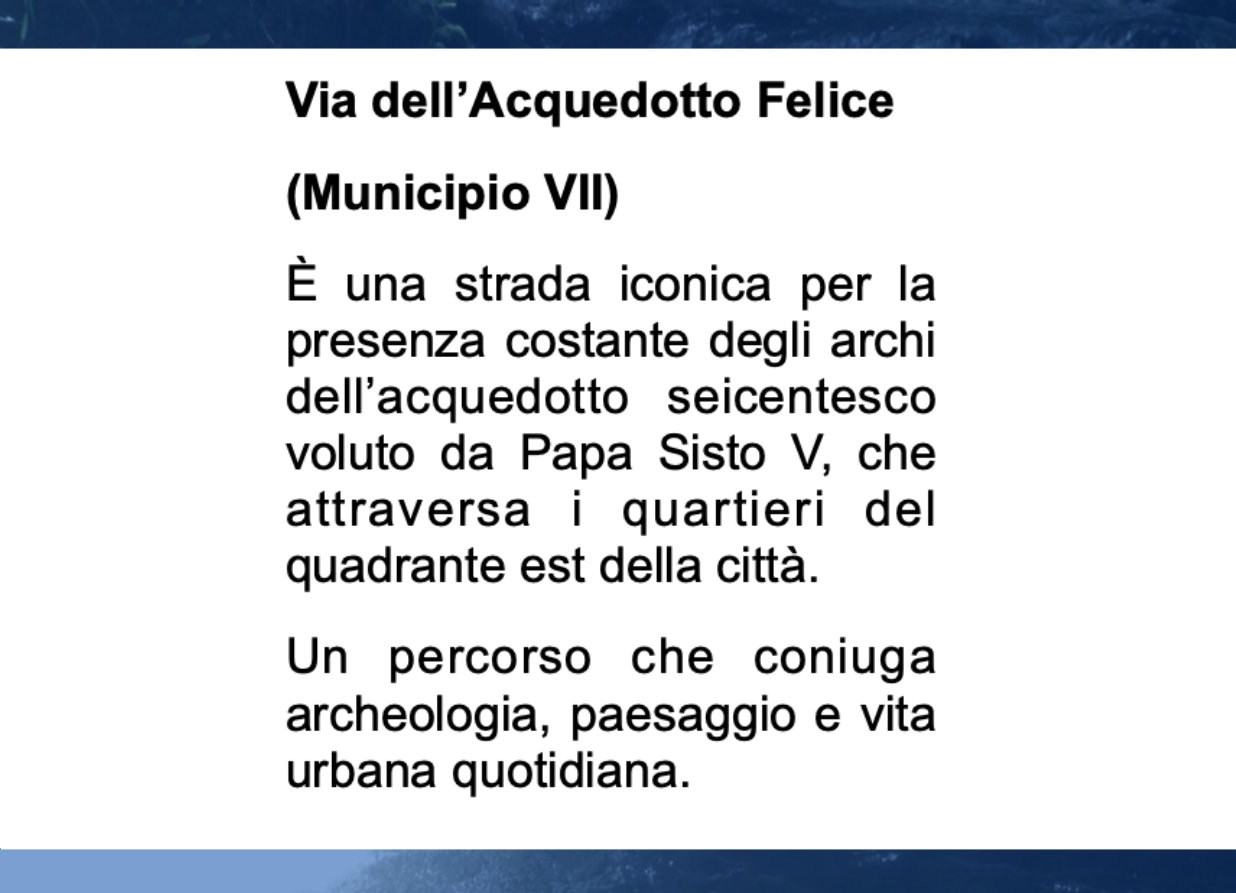 Via dell’Acquedotto Felice
(Municipio VII)
È una strada iconica per la
presenza costante degli archi
dell’acquedotto seicentesco
voluto da Papa Sisto V, che
attraversa i quartieri del
quadrante est della città.
Un percorso che coniuga
archeologia, paesaggio e vita
urbana quotidiana.